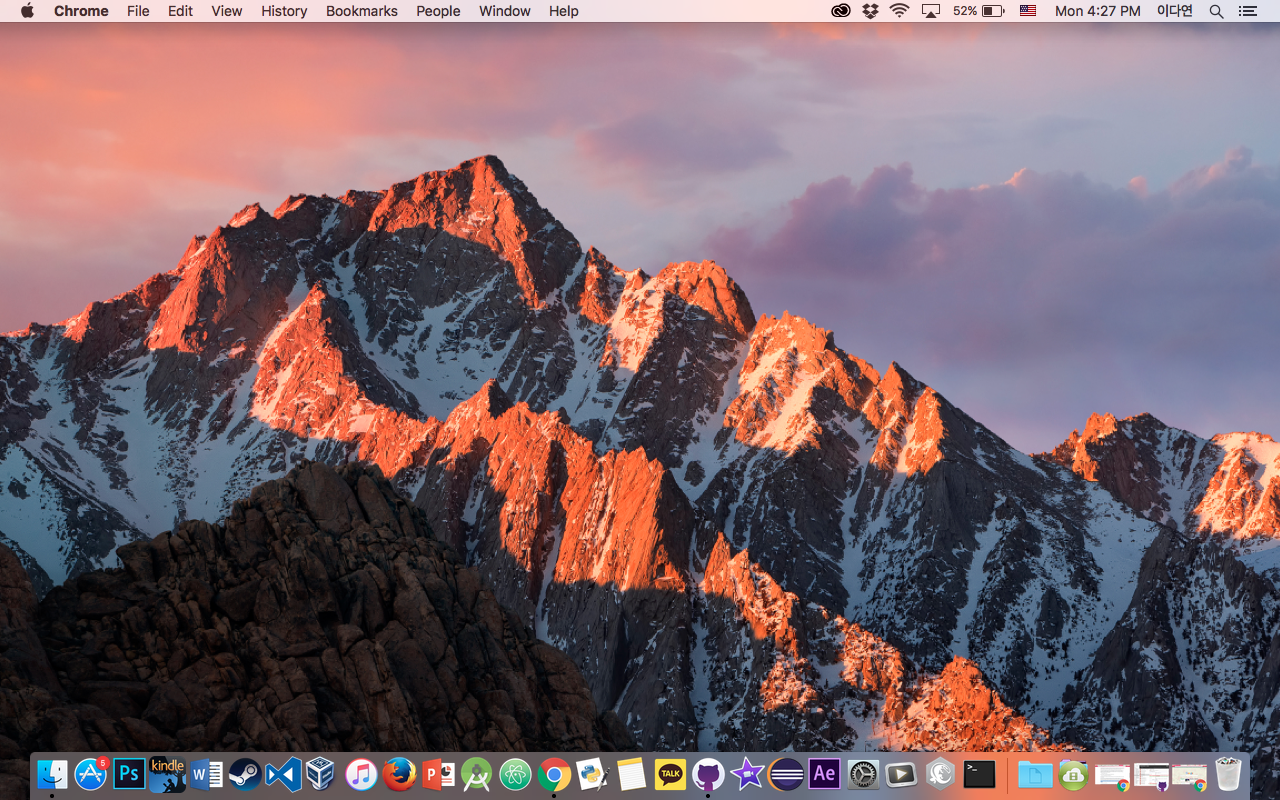 Chrome File Edit View History Bookmarks People Window Help 52% Mon 4:27 PM 이다연
5
Ps kindle W P TALK Ae >_